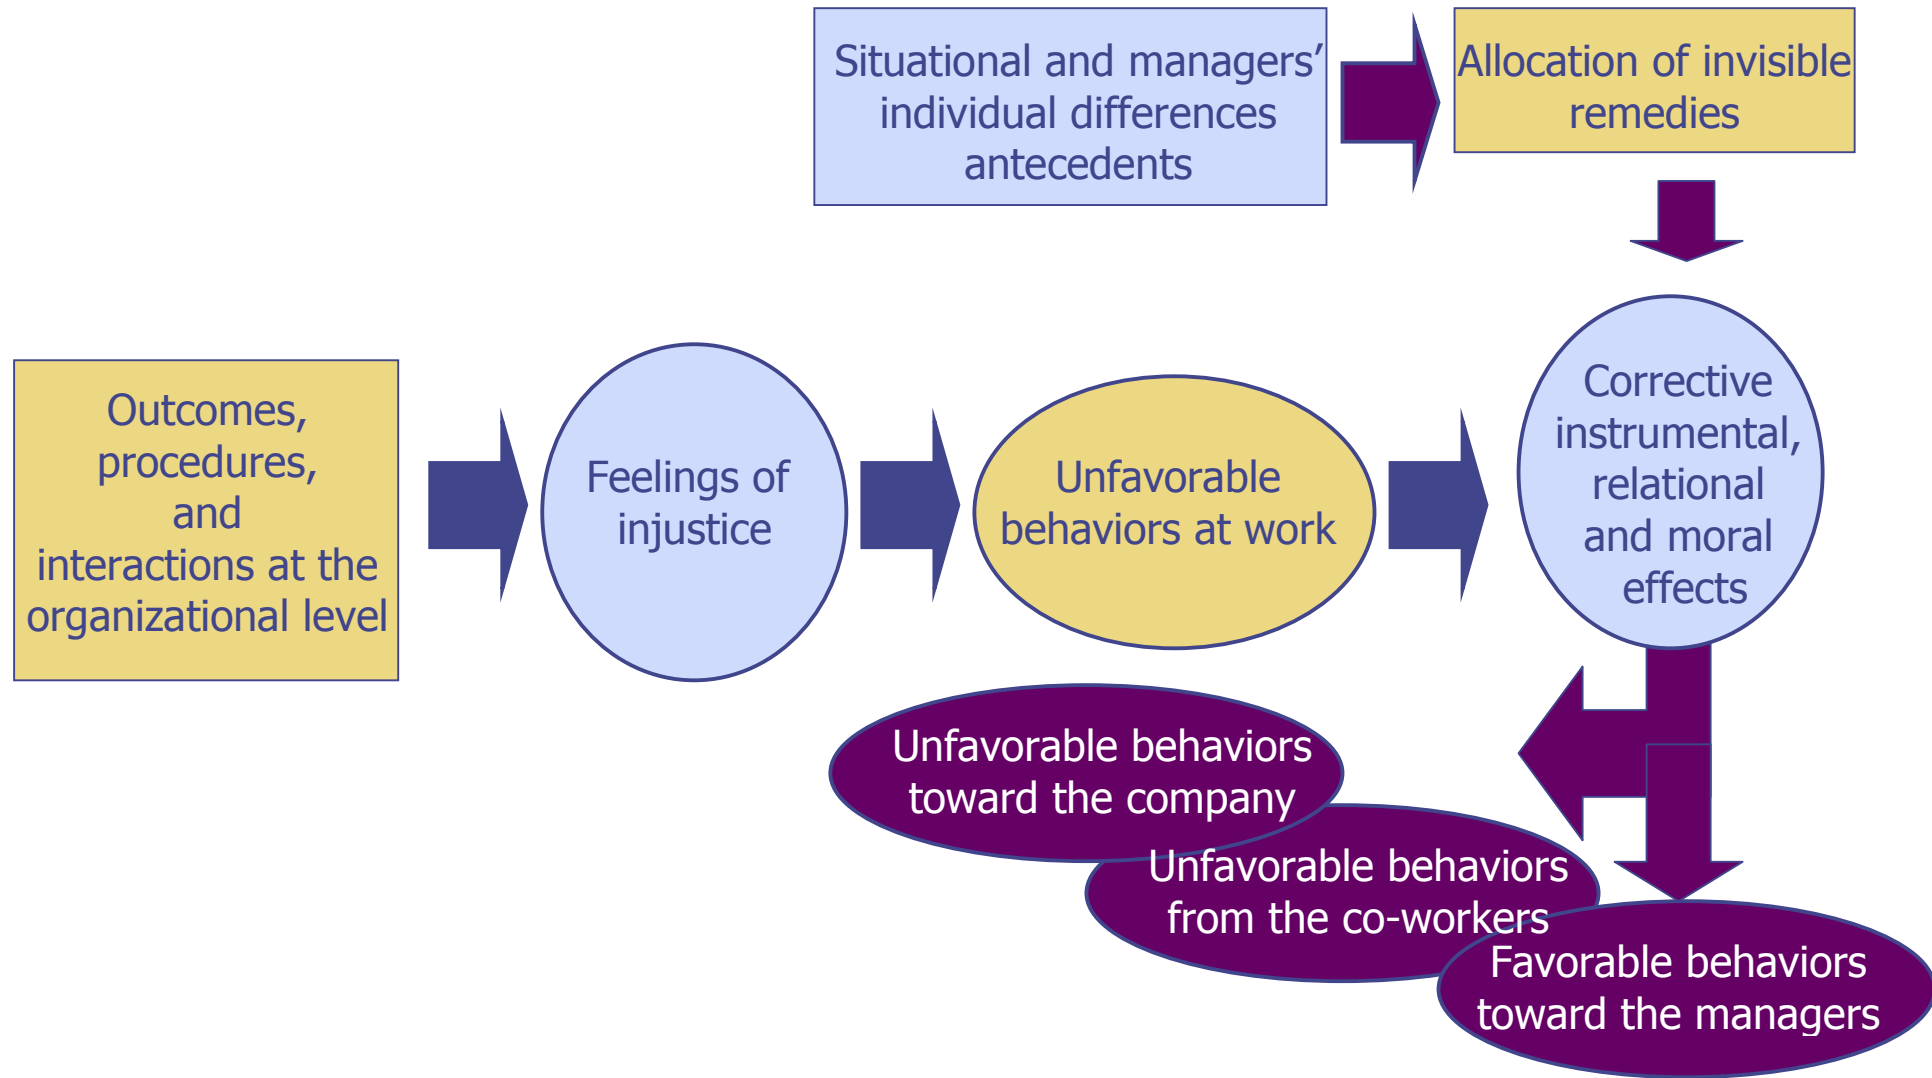 Situational and managers’
individual differences
antecedents
Allocation of invisible
remedies
Outcomes,
procedures,
and
interactions at the
organizational level
Feelings of
injustice
Unfavorable
behaviors at work
Corrective
instrumental,
relational
and moral
effects
Unfavorable behaviors
toward the company
Unfavorable behaviors
from the co-workers
Favorable behaviors
toward the managers